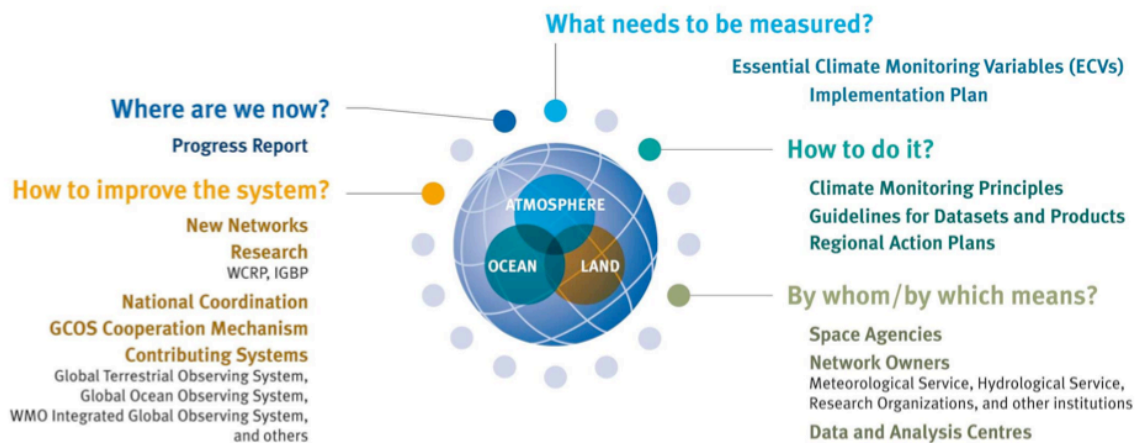 What needs to be measured?
Essential Climate Monitoring Variables (ECVs)
Implementation Plan
Where are we now?
Progress Report
How to do it?
Climate Monitoring Principles
Guidelines for Datasets and Products
Regional Action Plans
How to improve the system?
New Networks
Research
WCRP, IGBP
National Coordination
GCOS Cooperation Mechanism
Contributing Systems
Global Terrestrial Observing System,
Global Ocean Observing System,
WMO Integrated Global Observing System,
and others
ATMOSPHERE
OCEAN
LAND
By whom/by which means?
Space Agencies
Network Owners
Meteorological Service, Hydrological Service,
Research Organizations, and other institutions
Data and Analysis Centres